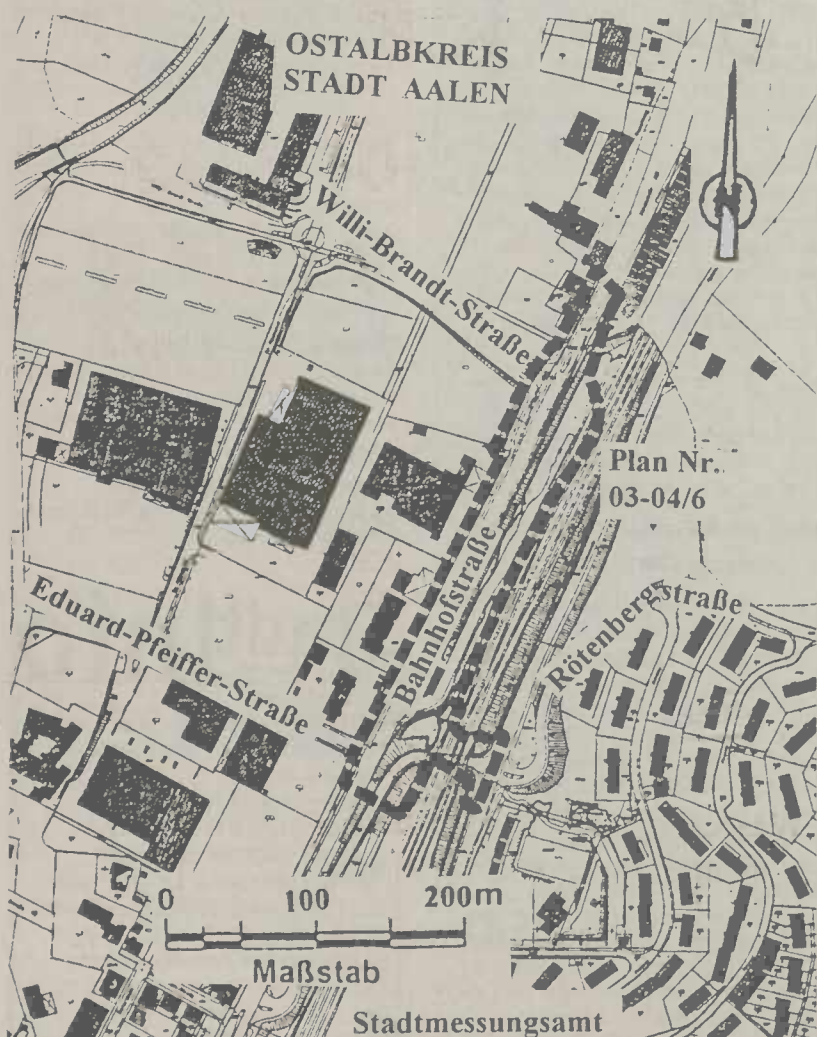 OSTALBKREIS
STADT AALEN
Willi-Brandt-Straße
Plan Nr.
03-04/6
Bahnhofstraße
Rötenbergstraße
Eduard-Pfeiffer-Straße
0 100 200m
Maßstab
Stadtmessungsamt